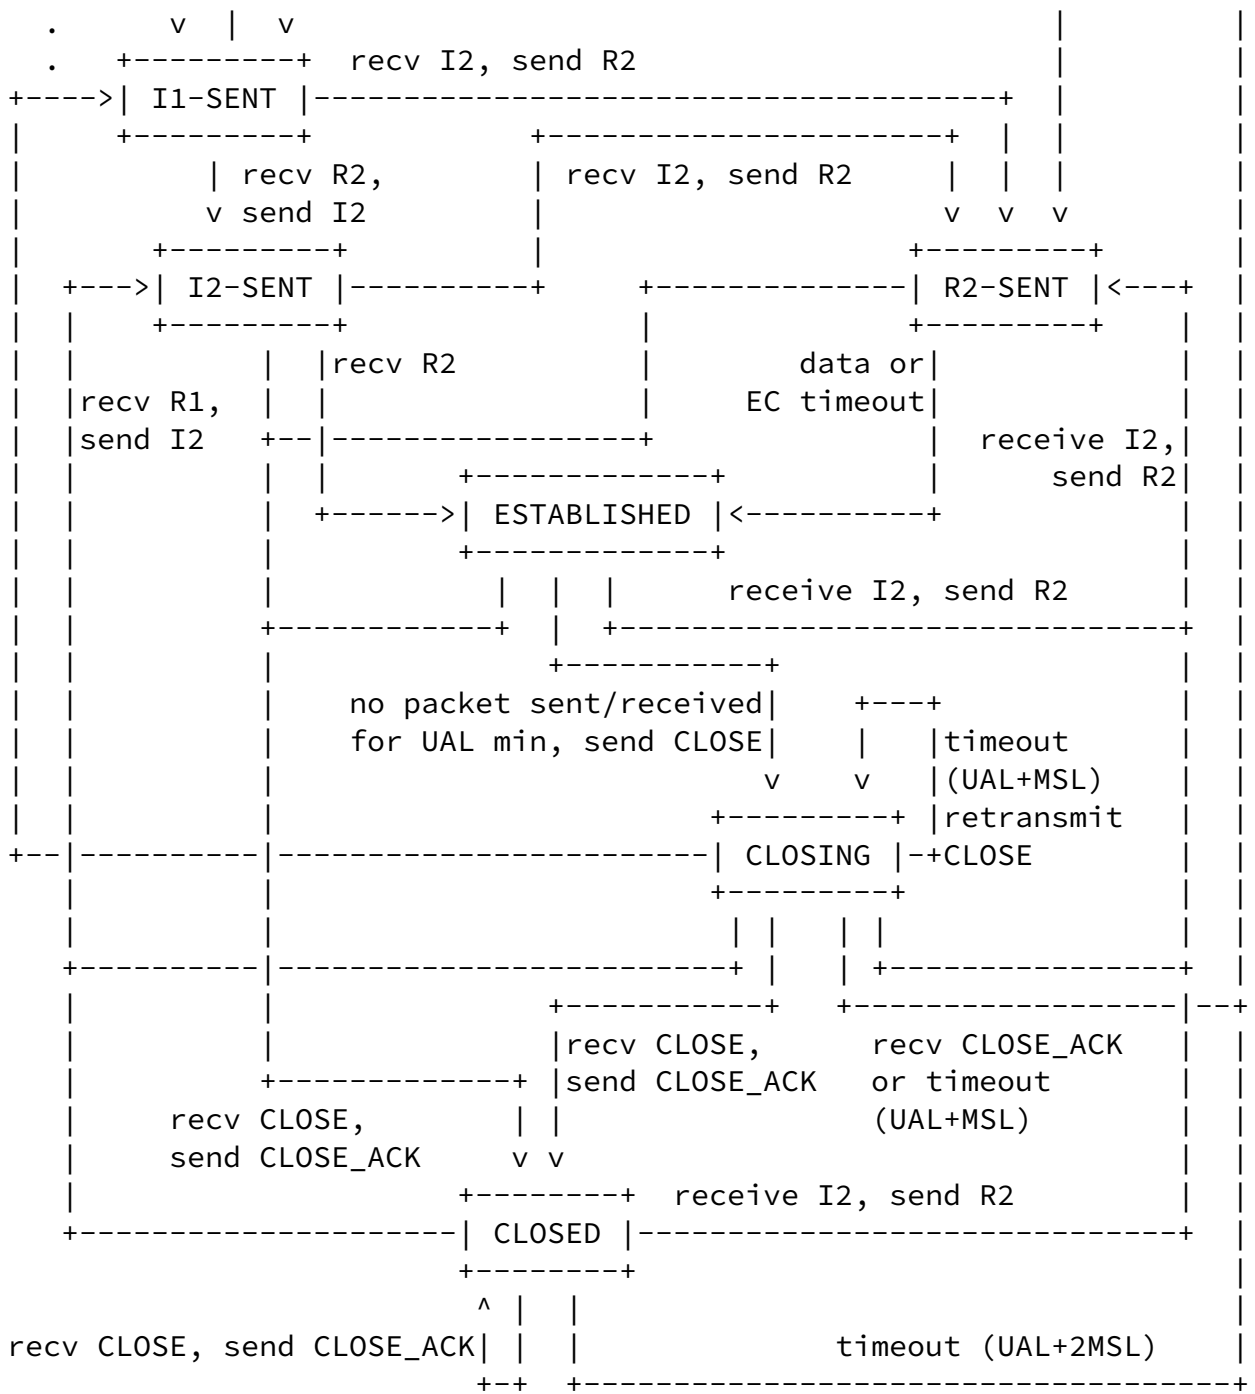 recv I2, send R2
I1-SENT
recv R2, recv I2, send R2
send I2
I2-SENT R2-SENT
recv R2 data or
recv R1, EC timeout
send I2 receive I2,
send R2
ESTABLISHED
receive I2, send R2
no packet sent/received
for UAL min, send CLOSE timeout
(UAL+MSL)
retransmit
CLOSING CLOSE
recv CLOSE, recv CLOSE_ACK
send CLOSE_ACK or timeout
recv CLOSE, (UAL+MSL)
send CLOSE_ACK
receive I2, send R2
CLOSED
recv CLOSE, send CLOSE_ACK timeout (UAL+2MSL)